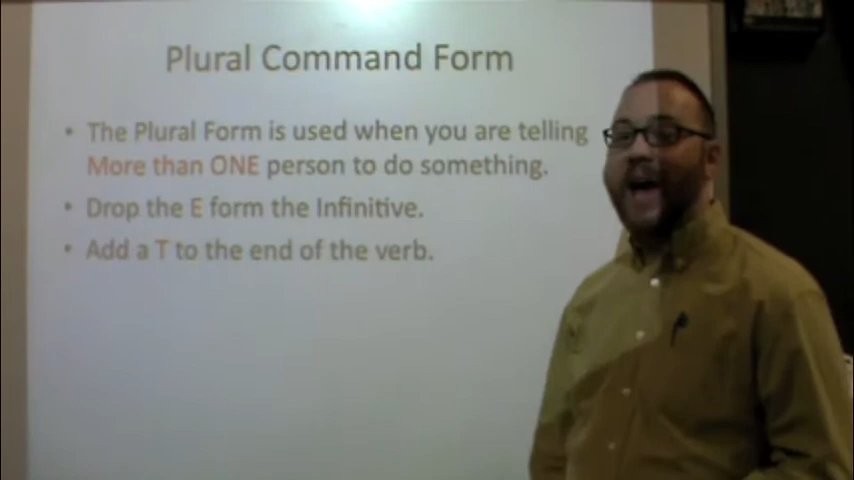 Plural Command Form
• The Plural Form is used when you are telling
More than ONE person to do something.
• Drop the E form the Infinitive.
• Add a T to the end of the verb.